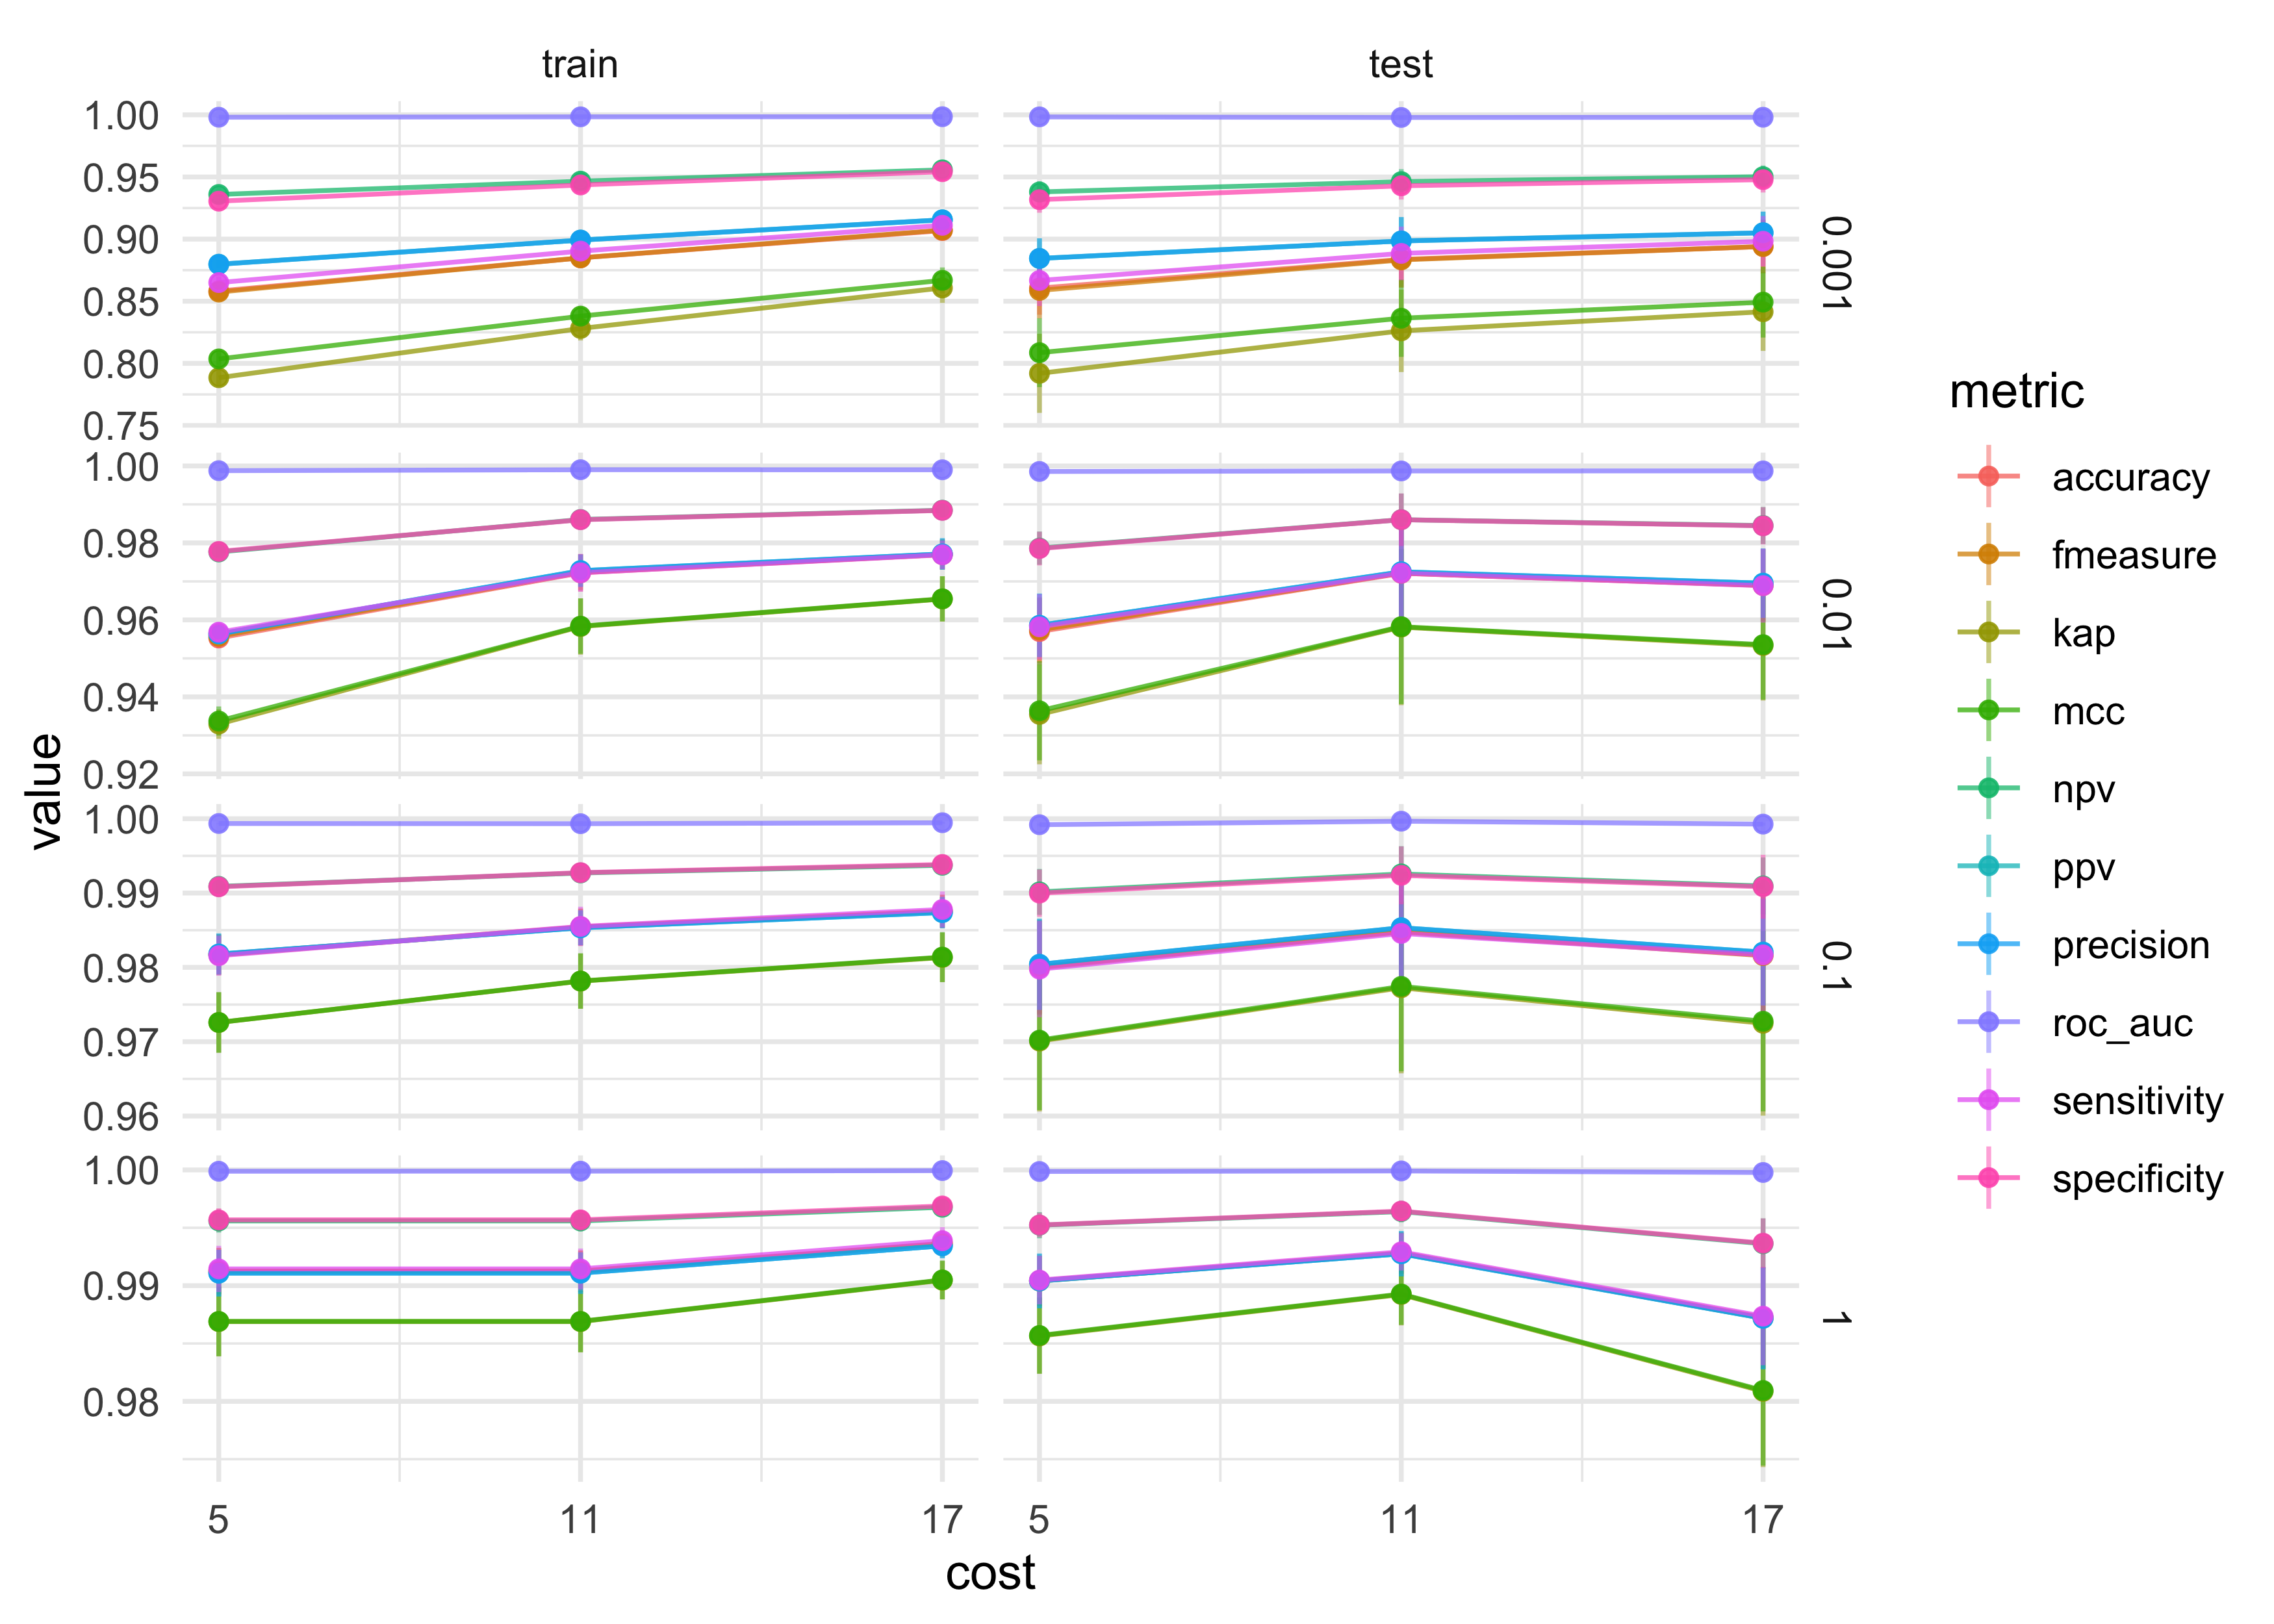 train
test
1.00
0.95
0.90
0.85
0.80
0.75
0.001
1.00
0.98
0.96
0.94
0.92
0.01
1.00
0.99
0.98
0.97
0.96
0.1
1.00
0.99
0.98
1
5
11
17
5
11
17
cost
value
metric
accuracy
fmeasure
kap
mcc
npv
ppv
precision
roc_auc
sensitivity
specificity